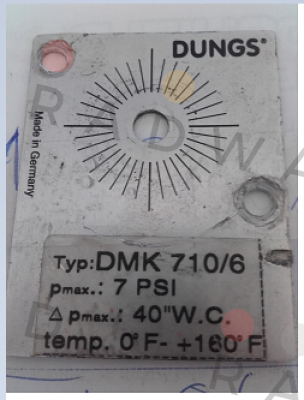 DUNGS®
Made in Germany
Typ:DMK 710/6
pmax.: 7 PSI
Δ pmax.: 40"W.C.
temp. 0°F- +160°F